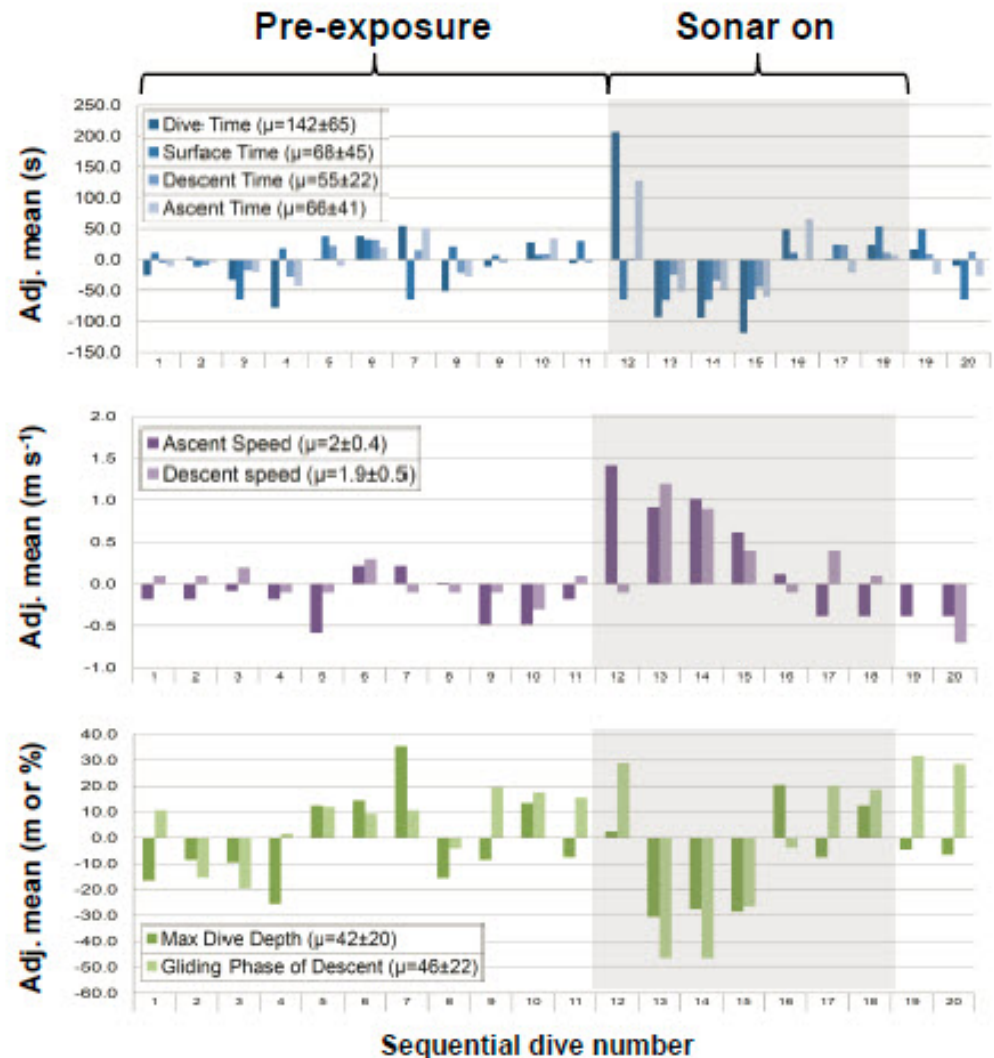 Pre-exposure Sonar on
Adj. mean (s)
250.0
200.0
150.0
100.0
50.0
0.0
-50.0
-100.0
-150.0
Dive Time (µ=142±65)
Surface Time (µ=68±45)
Descent Time (µ=55±22)
Ascent Time (µ=66±41)
1 2 3 4 5 6 7 8 9 10 11 12 13 14 15 16 17 18 19 20
Adj. mean (m s⁻¹)
2.0
1.5
1.0
0.5
0.0
-0.5
-1.0
Ascent Speed (µ=2±0.4)
Descent speed (µ=1.9±0.5)
1 2 3 4 5 6 7 8 9 10 11 12 13 14 15 16 17 18 19 20
Adj. mean (m or %)
40.0
30.0
20.0
10.0
0.0
-10.0
-20.0
-30.0
-40.0
-50.0
-60.0
Max Dive Depth (µ=42±20)
Gliding Phase of Descent (µ=46±22)
1 2 3 4 5 6 7 8 9 10 11 12 13 14 15 16 17 18 19 20
Sequential dive number